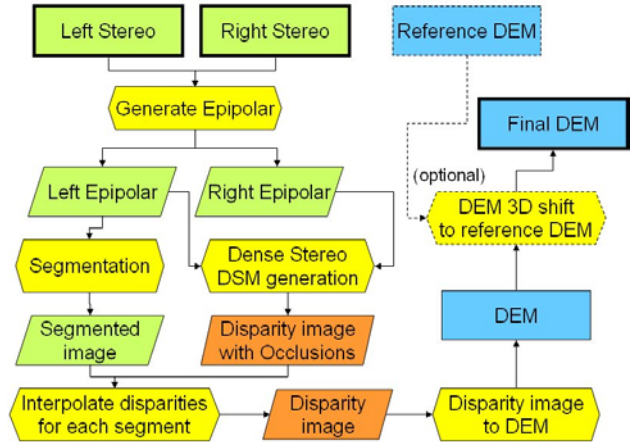 Left Stereo
Right Stereo
Reference DEM
Generate Epipolar
Final DEM
(optional)
Left Epipolar
Right Epipolar
DEM 3D shift
to reference DEM
Segmentation
Dense Stereo
DSM generation
Segmented
image
Disparity image
with Occlusions
DEM
Interpolate disparities
for each segment
Disparity
image
Disparity image
to DEM